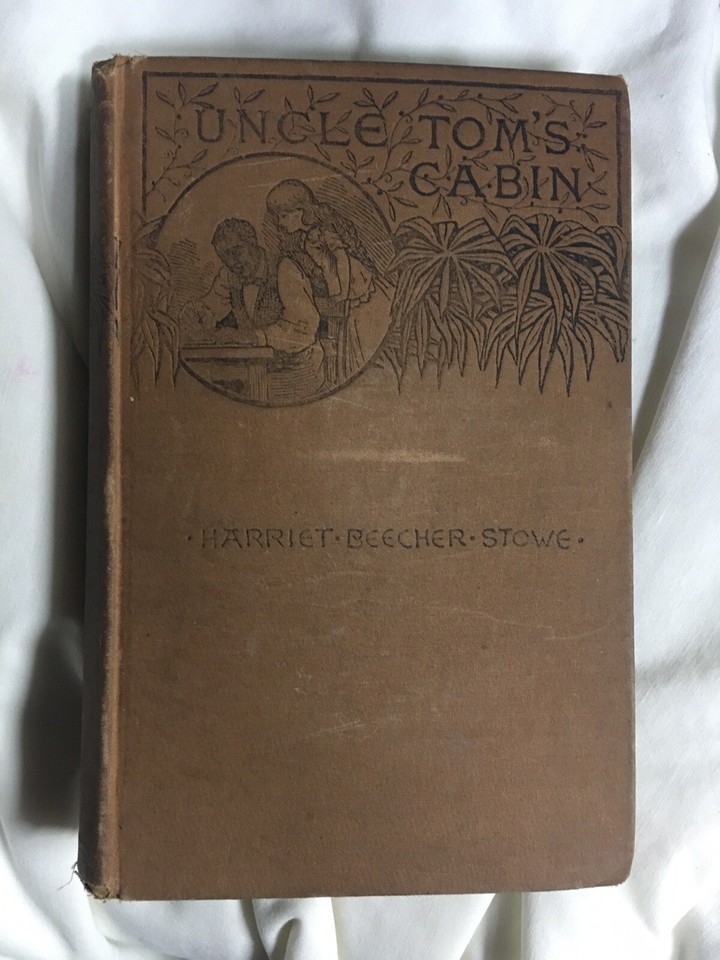 UNCLE TOM'S
CABIN
· HARRIET · BEECHER · STOWE ·